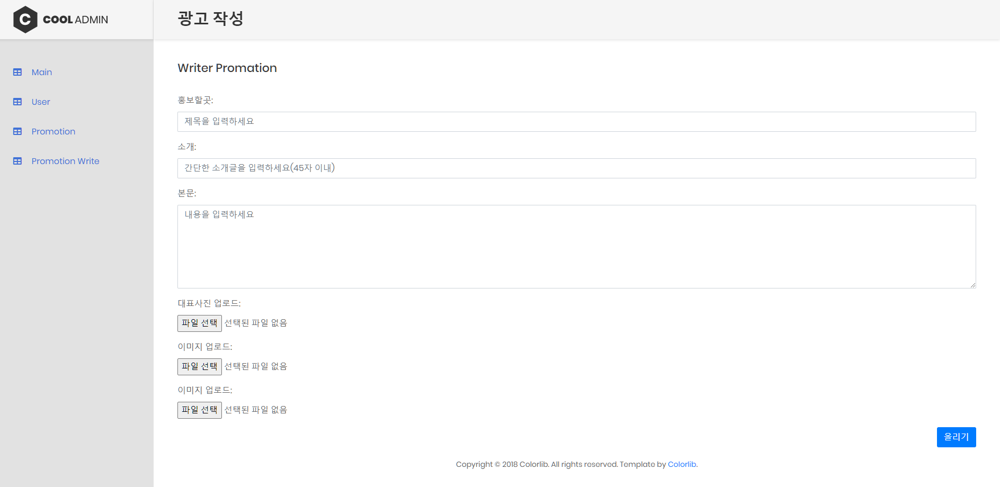 C COOL ADMIN
광고 작성
Main
User
Promotion
Promotion Write
Writer Promation
홍보할곳:
제목을 입력하세요
소개:
간단한 소개글을 입력하세요(45자 이내)
본문:
내용을 입력하세요
대표사진 업로드:
파일 선택 선택된 파일 없음
이미지 업로드:
파일 선택 선택된 파일 없음
이미지 업로드:
파일 선택 선택된 파일 없음
올리기
Copyright © 2018 Colorlib. All rights reserved. Template by Colorlib.